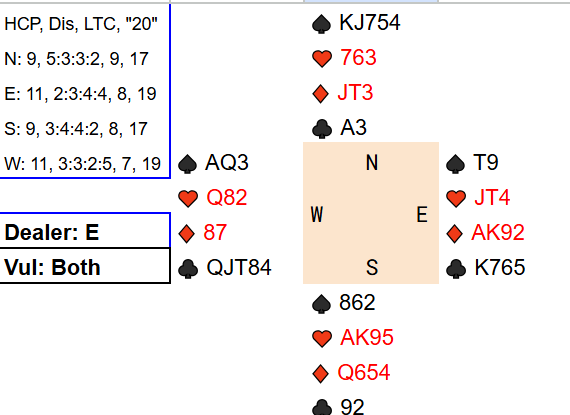 HCP, Dis, LTC, "20"
N: 9, 5:3:3:2, 9, 17
E: 11, 2:3:4:4, 8, 19
S: 9, 3:4:4:2, 8, 17
W: 11, 3:3:2:5, 7, 19
Dealer: E
Vul: Both
♠ KJ754
♥ 763
♦ JT3
♣ A3
♠ AQ3
♥ Q82
♦ 87
♣ QJT84
N
W E
S
♠ T9
♥ JT4
♦ AK92
♣ K765
♠ 862
♥ AK95
♦ Q654
♣ 92